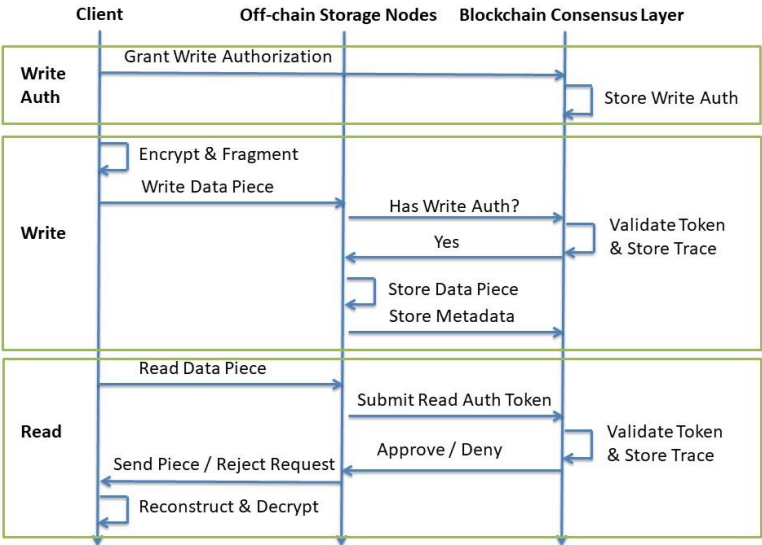 Client
Off-chain Storage Nodes
Blockchain Consensus Layer
Write
Auth
Grant Write Authorization
Store Write Auth
Write
Encrypt & Fragment
Write Data Piece
Has Write Auth?
Validate Token
& Store Trace
Yes
Store Data Piece
Store Metadata
Read
Read Data Piece
Submit Read Auth Token
Validate Token
& Store Trace
Approve / Deny
Send Piece / Reject Request
Reconstruct & Decrypt